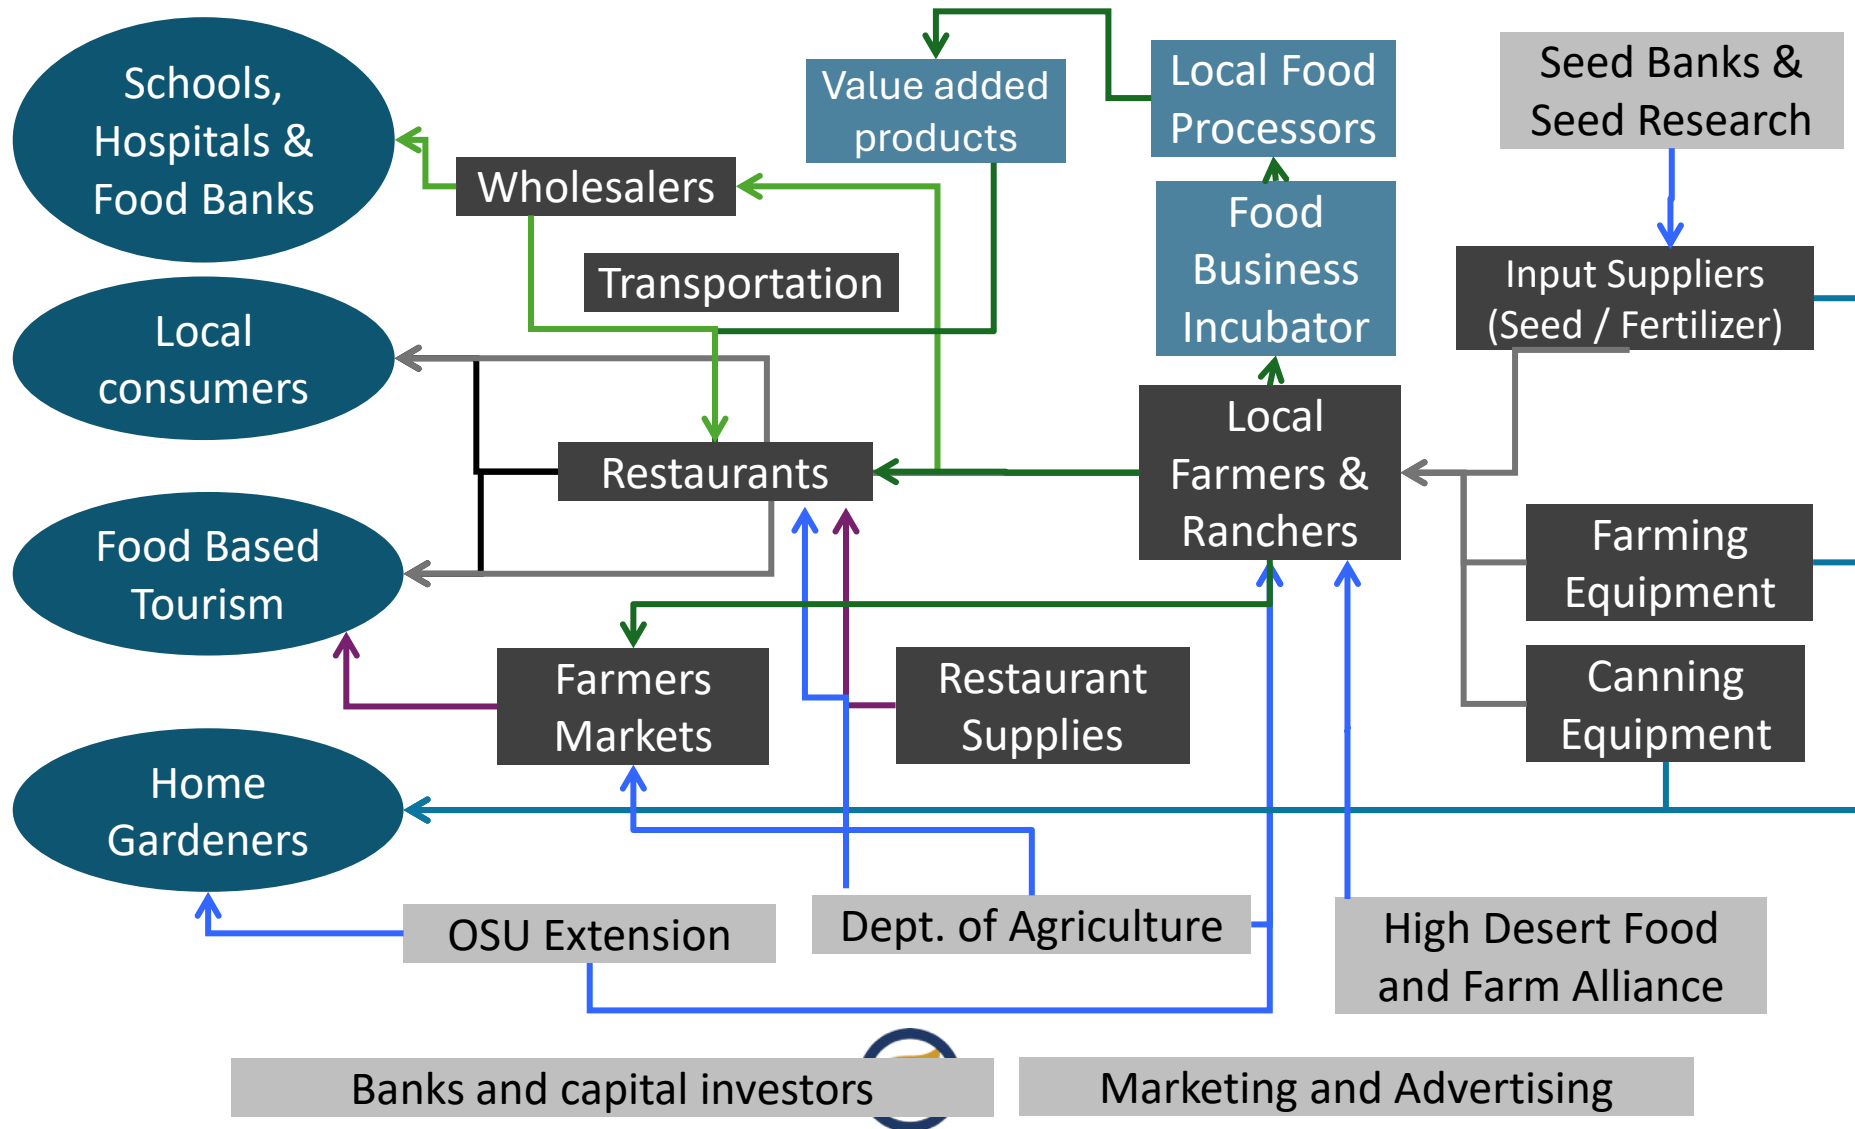 Schools,
Hospitals &
Food Banks
Value added
products
Local Food
Processors
Seed Banks &
Seed Research
Wholesalers
Food
Business
Incubator
Transportation
Input Suppliers
(Seed / Fertilizer)
Local
consumers
Restaurants
Local
Farmers &
Ranchers
Food Based
Tourism
Farming
Equipment
Farmers
Markets
Restaurant
Supplies
Canning
Equipment
Home
Gardeners
OSU Extension
Dept. of Agriculture
High Desert Food
and Farm Alliance
Banks and capital investors
Marketing and Advertising